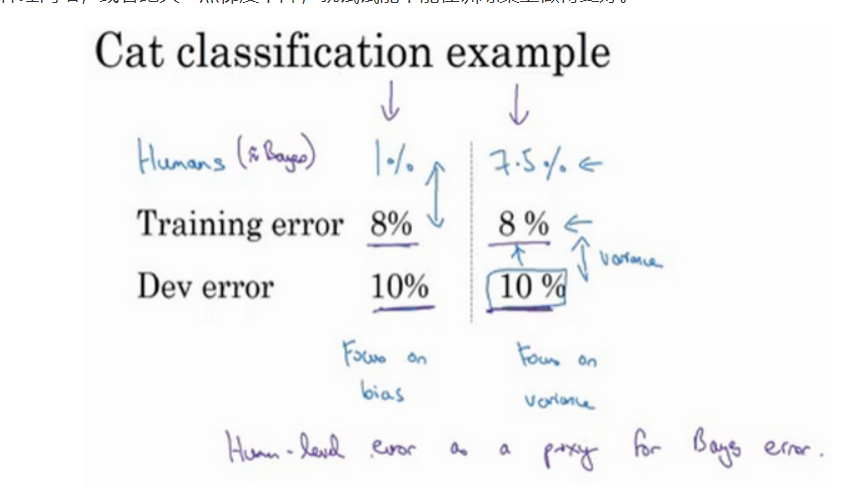 Cat classification example
Humans (≈ Bayes) 1% 7.5%
Training error 8% 8 %
Dev error 10% 10 %
variance
Focus on bias
Focus on variance
Human-level error as a proxy for Bayes error.